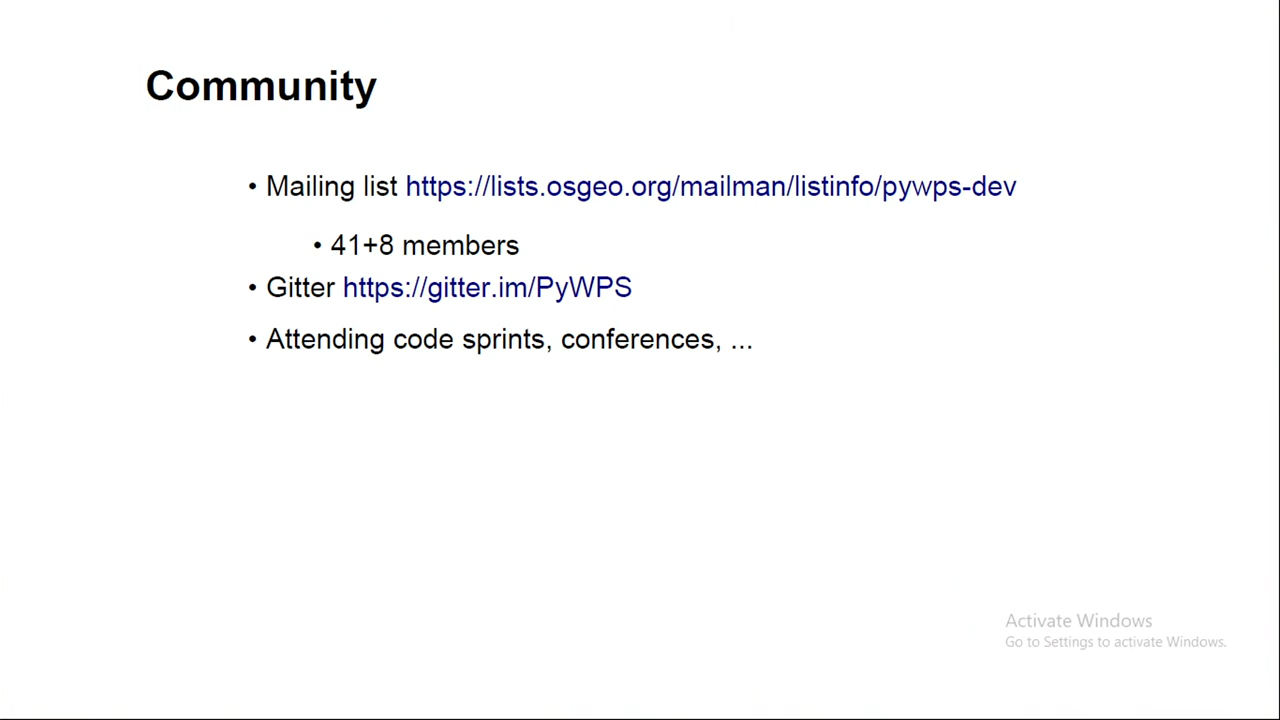 Community
• Mailing list https://lists.osgeo.org/mailman/listinfo/pywps-dev
• 41+8 members
• Gitter https://gitter.im/PyWPS
• Attending code sprints, conferences, ...
Activate Windows
Go to Settings to activate Windows.